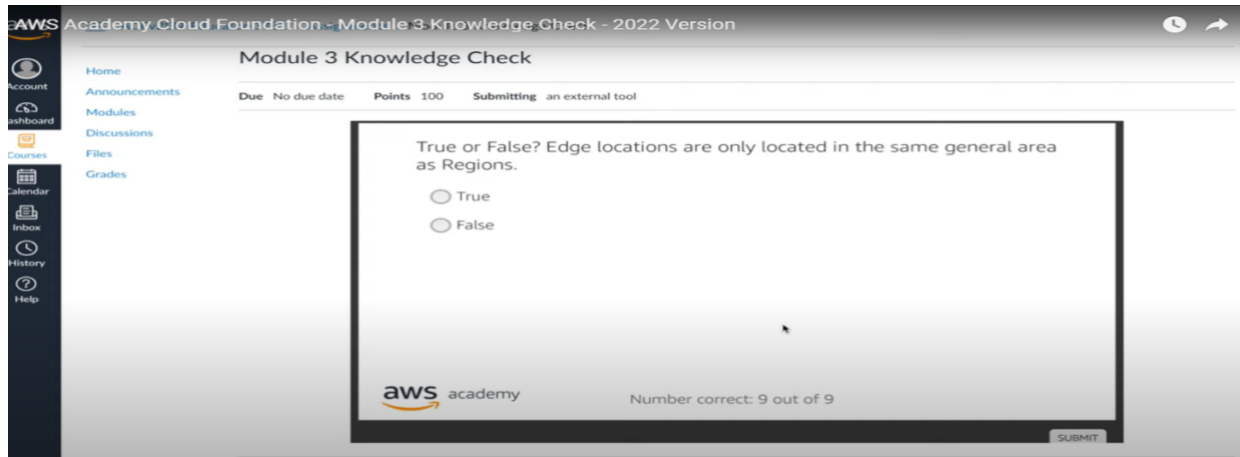 AWS Academy Cloud Foundation - Module 3 Knowledge Check - 2022 Version
Account
ashboard
Courses
Calendar
Inbox
History
Help
Home
Announcements
Modules
Discussions
Files
Grades
Module 3 Knowledge Check
Due No due date Points 100 Submitting an external tool
True or False? Edge locations are only located in the same general area
as Regions.
True
False
aws academy
Number correct: 9 out of 9
SUBMIT